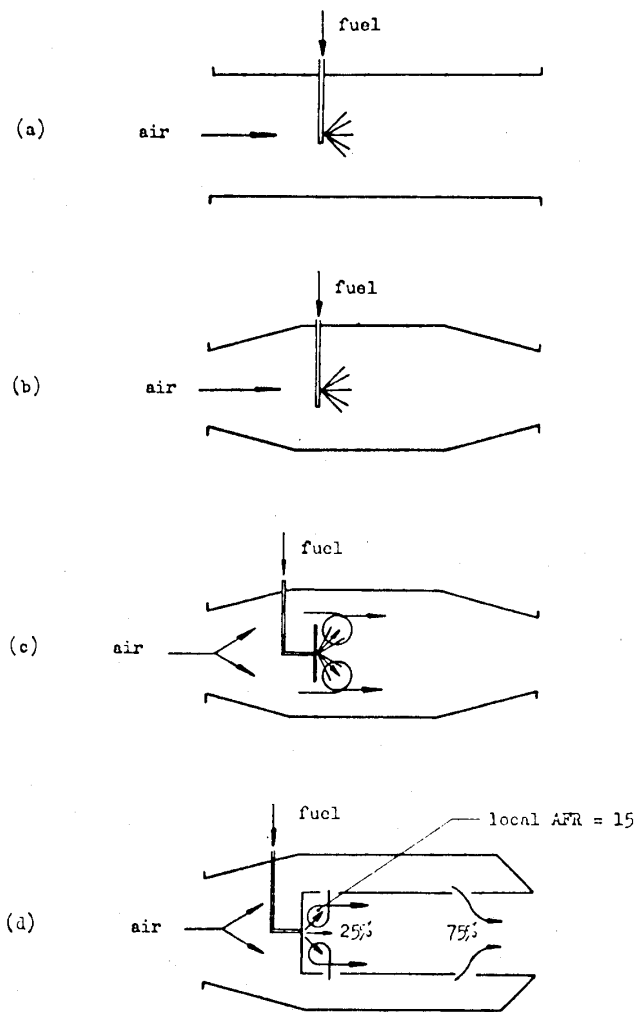 fuel
(a)
air
fuel
(b)
air
fuel
(c)
air
fuel
local AFR = 15
(d)
air
25%
75%